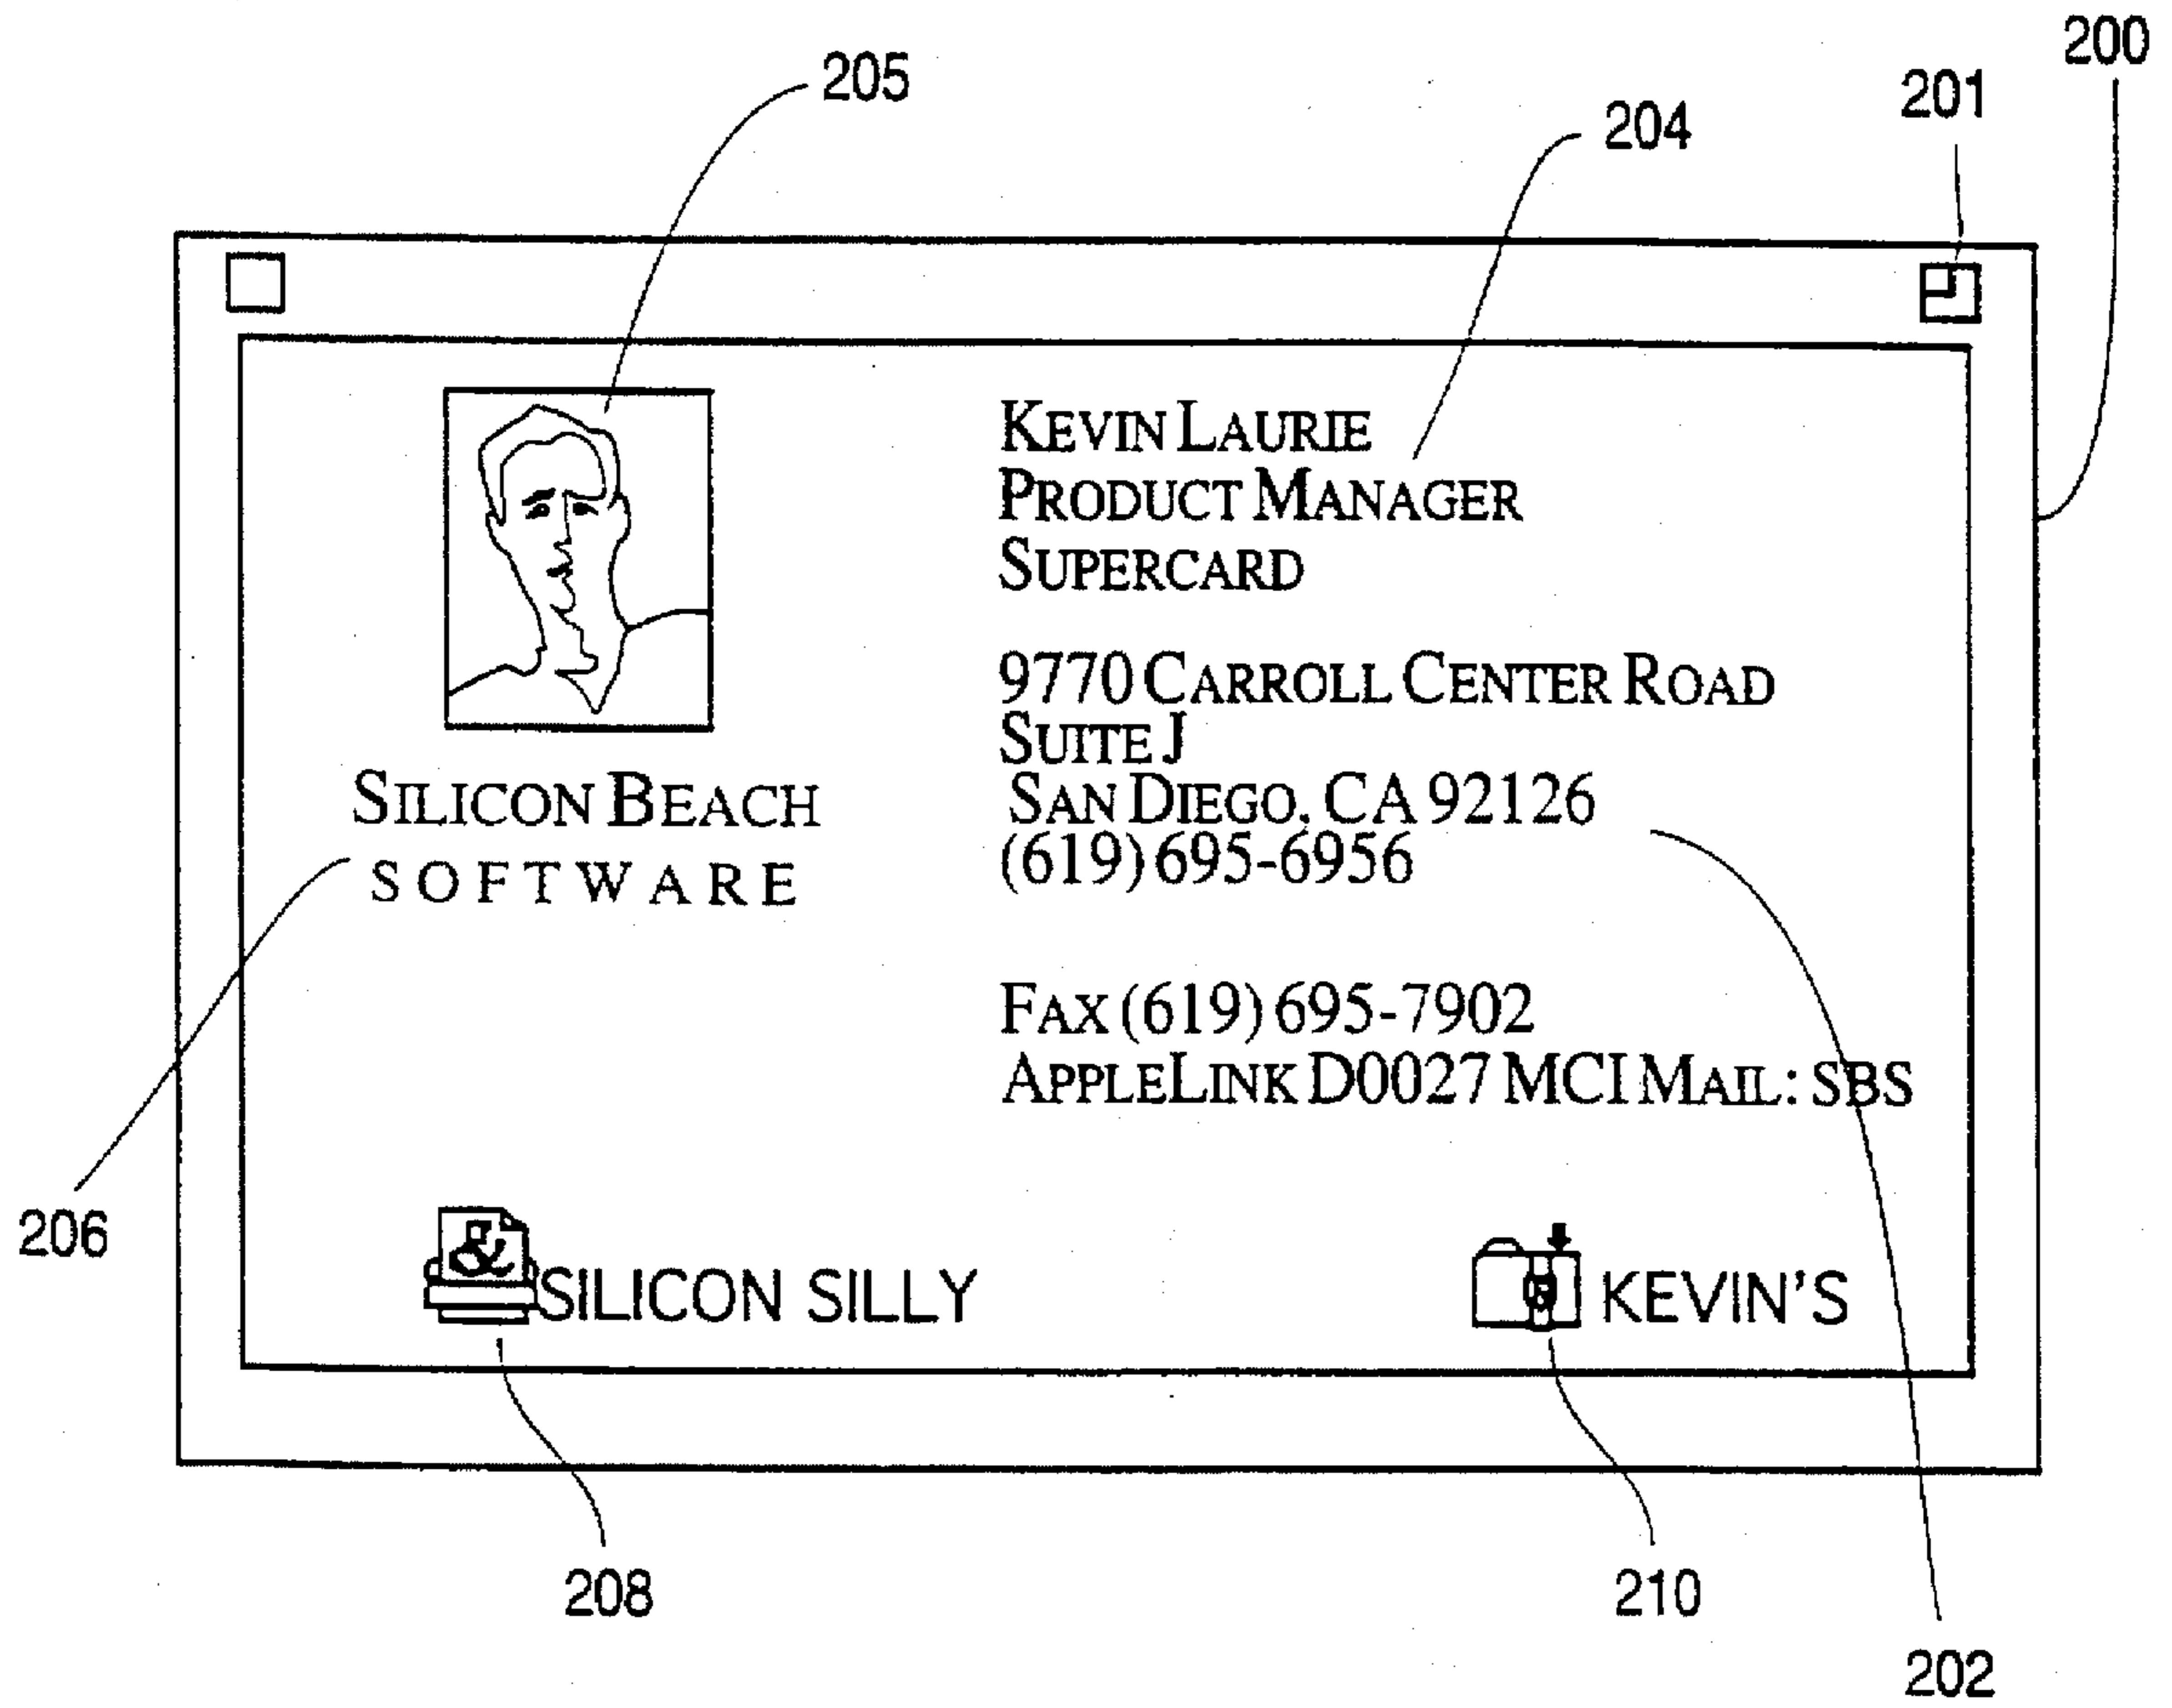 200
205
201
204
KEVIN LAURIE
PRODUCT MANAGER
SUPERCARD
9770 CARROLL CENTER ROAD
SUITE J
SAN DIEGO, CA 92126
(619) 695-6956
SILICON BEACH
SOFTWARE
FAX (619) 695-7902
APPLELINK D0027 MCI MAIL: SBS
206
SILICON SILLY
KEVIN'S
208
210
202